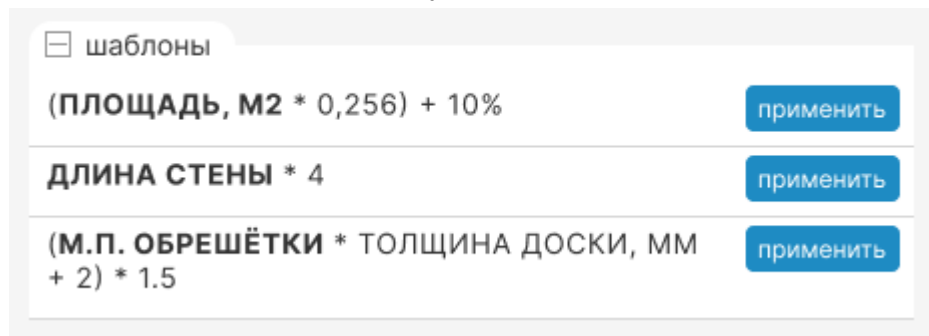 шаблоны
(ПЛОЩАДЬ, М2 * 0,256) + 10%
применить
ДЛИНА СТЕНЫ * 4
применить
(М.П. ОБРЕШЁТКИ * ТОЛЩИНА ДОСКИ, ММ
+ 2) * 1.5
применить